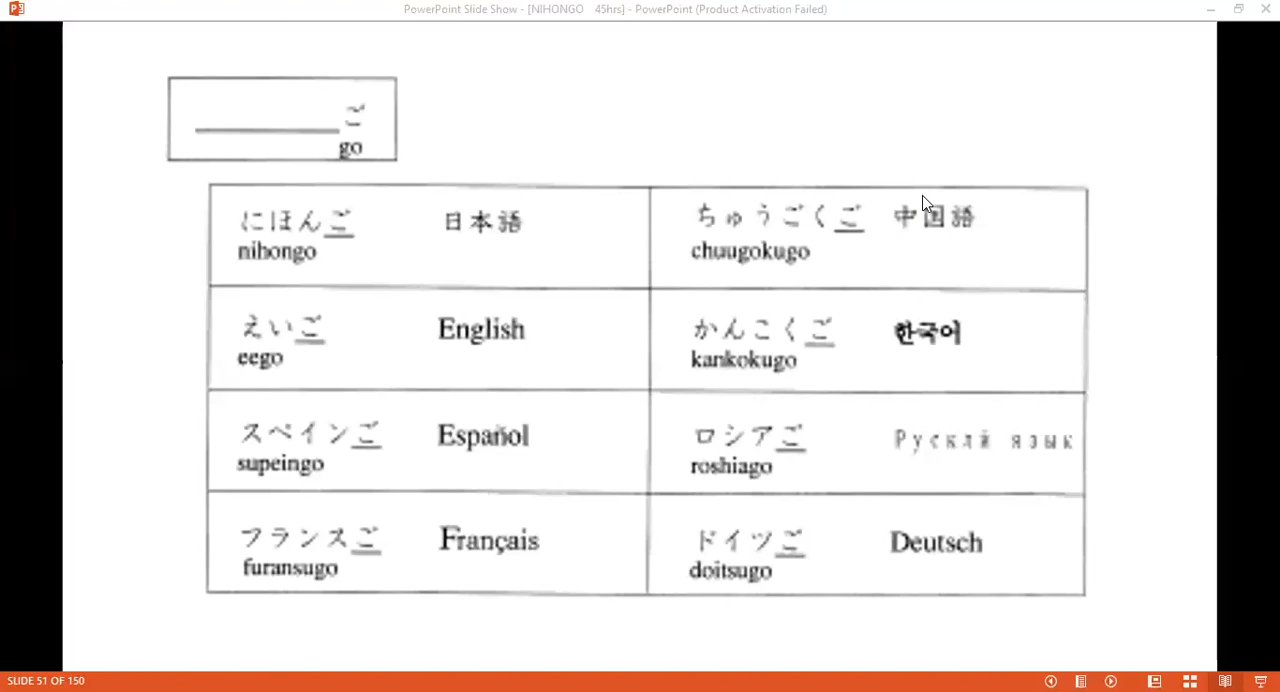 PowerPoint Slide Show - [NIHONGO 45hrs] - PowerPoint (Product Activation Failed)
ご
go
にほんご 日本語
nihongo
ちゅうごくご 中国語
chuugokugo
えいご English
eego
かんこくご 한국어
kankokugo
スペインご Español
supeingo
ロシアご Рускљй язык
roshiago
フランスご Français
furansugo
ドイツご Deutsch
doitsugo
SLIDE 51 OF 150